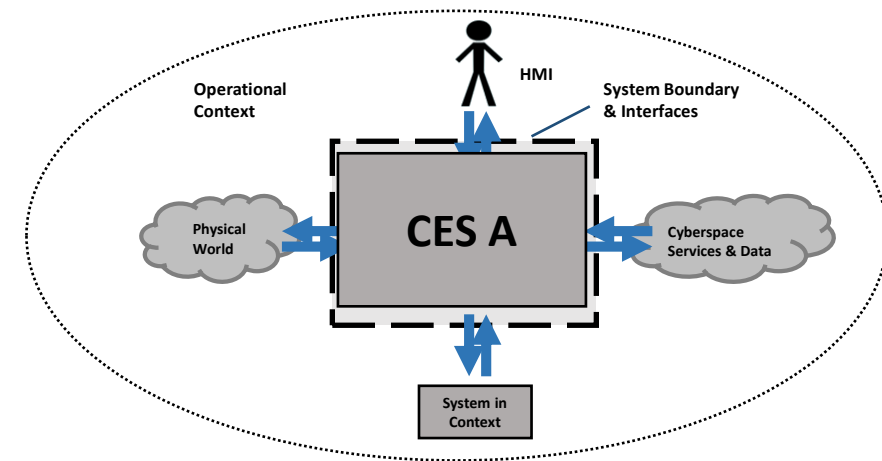 HMI
Operational
Context
System Boundary
& Interfaces
CES A
Physical
World
Cyberspace
Services & Data
System in
Context